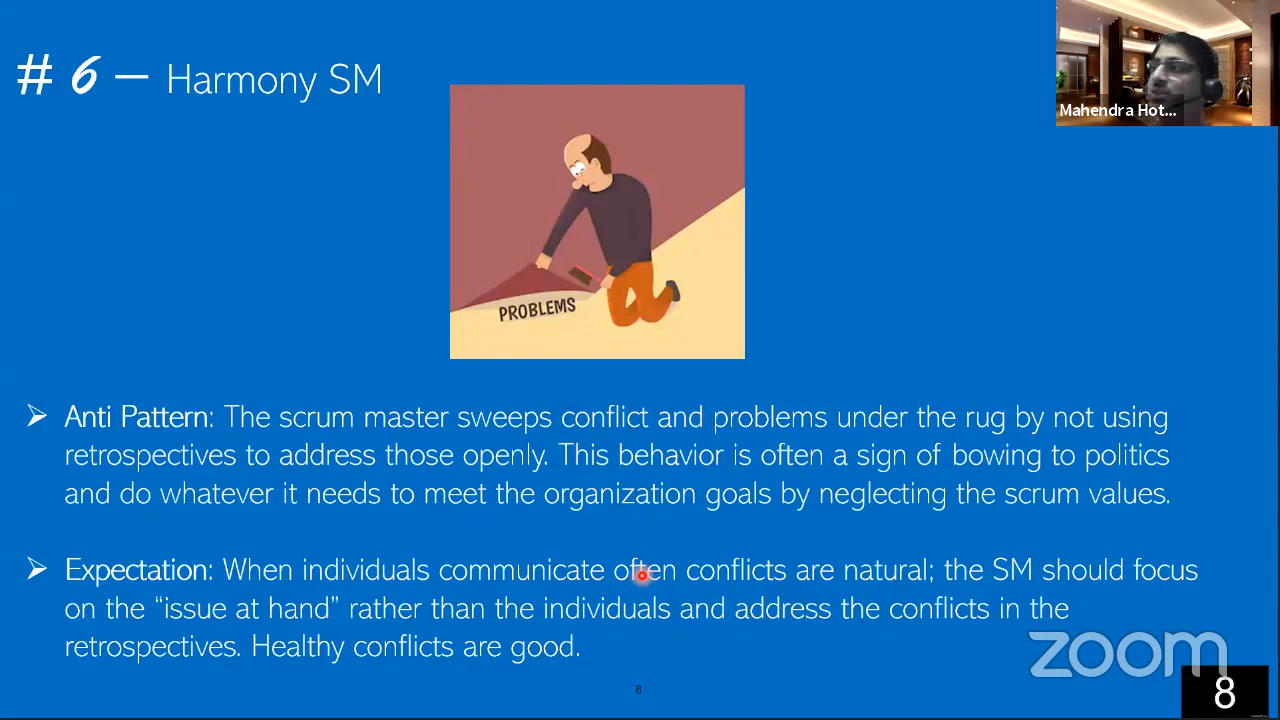 # 6 – Harmony SM
Mahendra Hot...
PROBLEMS
➢ Anti Pattern: The scrum master sweeps conflict and problems under the rug by not using
retrospectives to address those openly. This behavior is often a sign of bowing to politics
and do whatever it needs to meet the organization goals by neglecting the scrum values.
➢ Expectation: When individuals communicate often conflicts are natural; the SM should focus
on the “issue at hand” rather than the individuals and address the conflicts in the
retrospectives. Healthy conflicts are good.
zoom
8
8